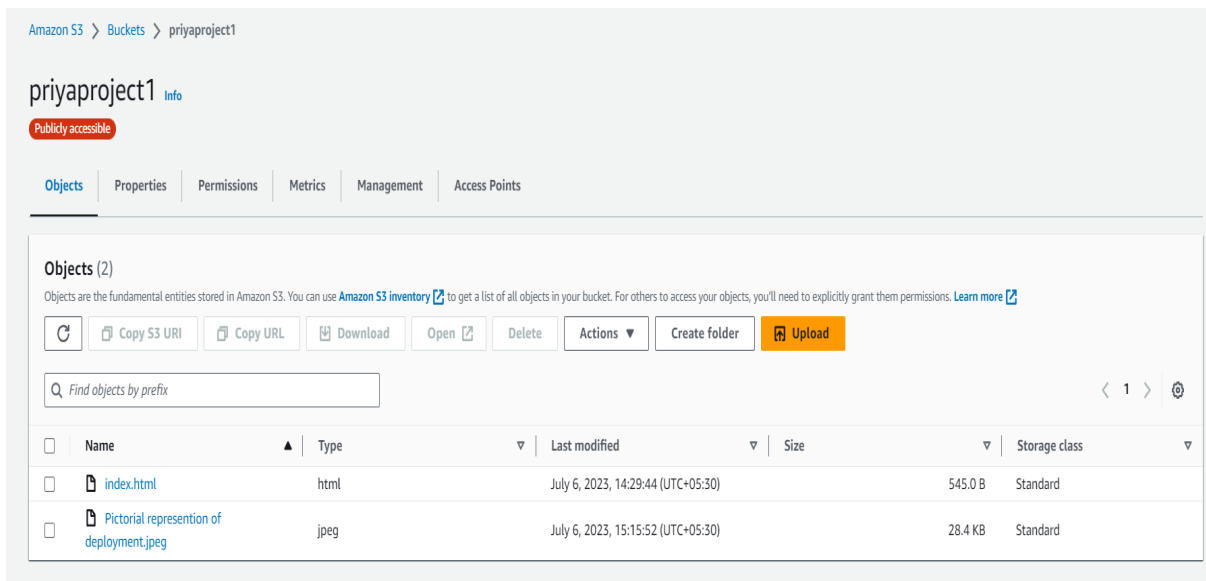 Amazon S3 > Buckets > priyaproject1
priyaproject1 Info
Publicly accessible
Objects Properties Permissions Metrics Management Access Points
Objects (2)
Objects are the fundamental entities stored in Amazon S3. You can use Amazon S3 inventory to get a list of all objects in your bucket. For others to access your objects, you'll need to explicitly grant them permissions. Learn more
Copy S3 URI Copy URL Download Open Delete Actions ▼ Create folder Upload
Find objects by prefix < 1 >
Name Type Last modified Size Storage class
index.html html July 6, 2023, 14:29:44 (UTC+05:30) 545.0 B Standard
Pictorial represention of
deployment.jpeg jpeg July 6, 2023, 15:15:52 (UTC+05:30) 28.4 KB Standard